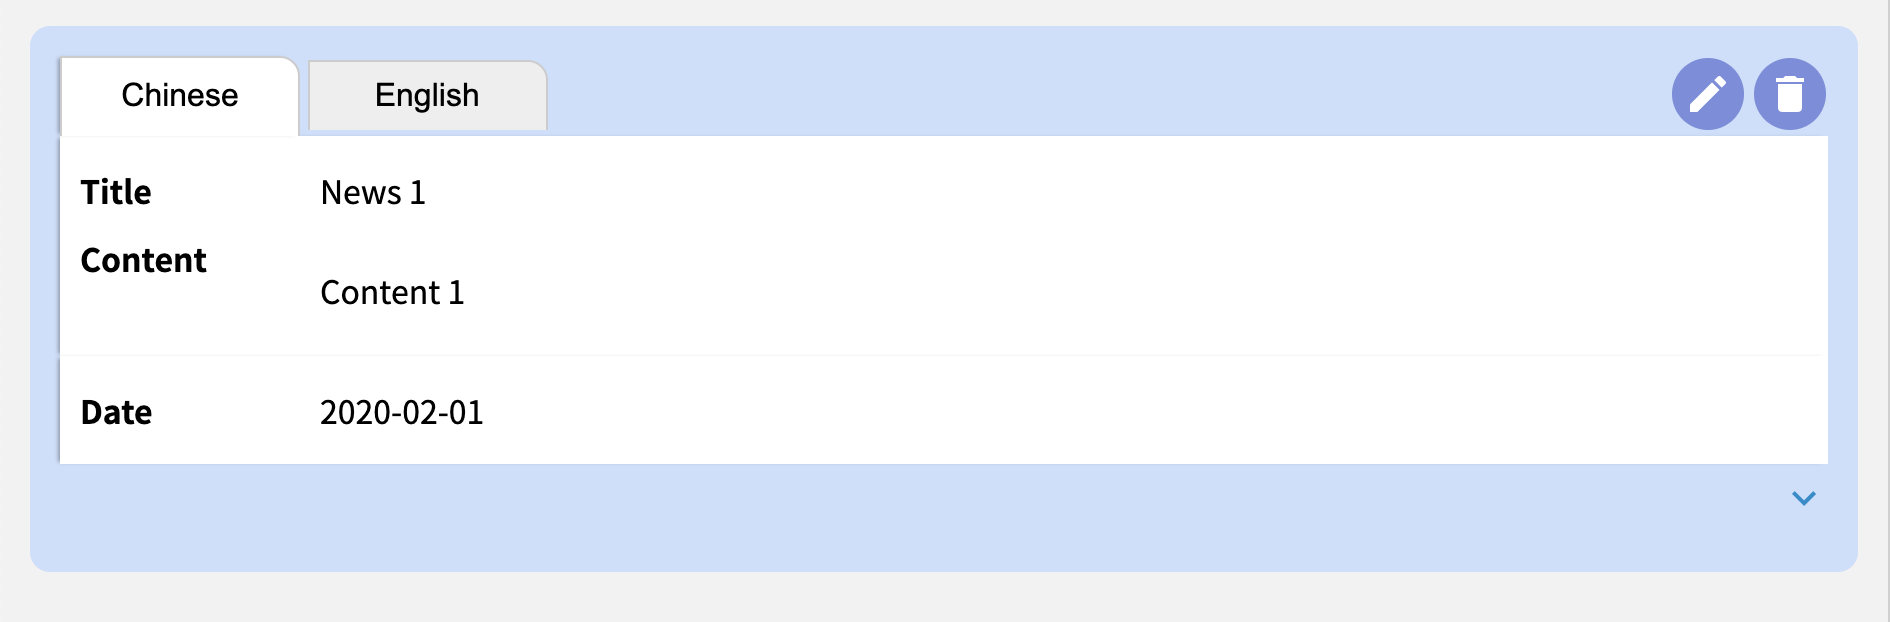 Chinese English
Title News 1
Content
Content 1
Date 2020-02-01